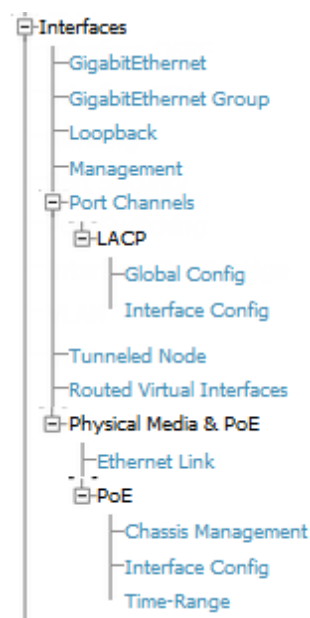 Interfaces
GigabitEthernet
GigabitEthernet Group
Loopback
Management
Port Channels
LACP
Global Config
Interface Config
Tunneled Node
Routed Virtual Interfaces
Physical Media & PoE
Ethernet Link
PoE
Chassis Management
Interface Config
Time-Range